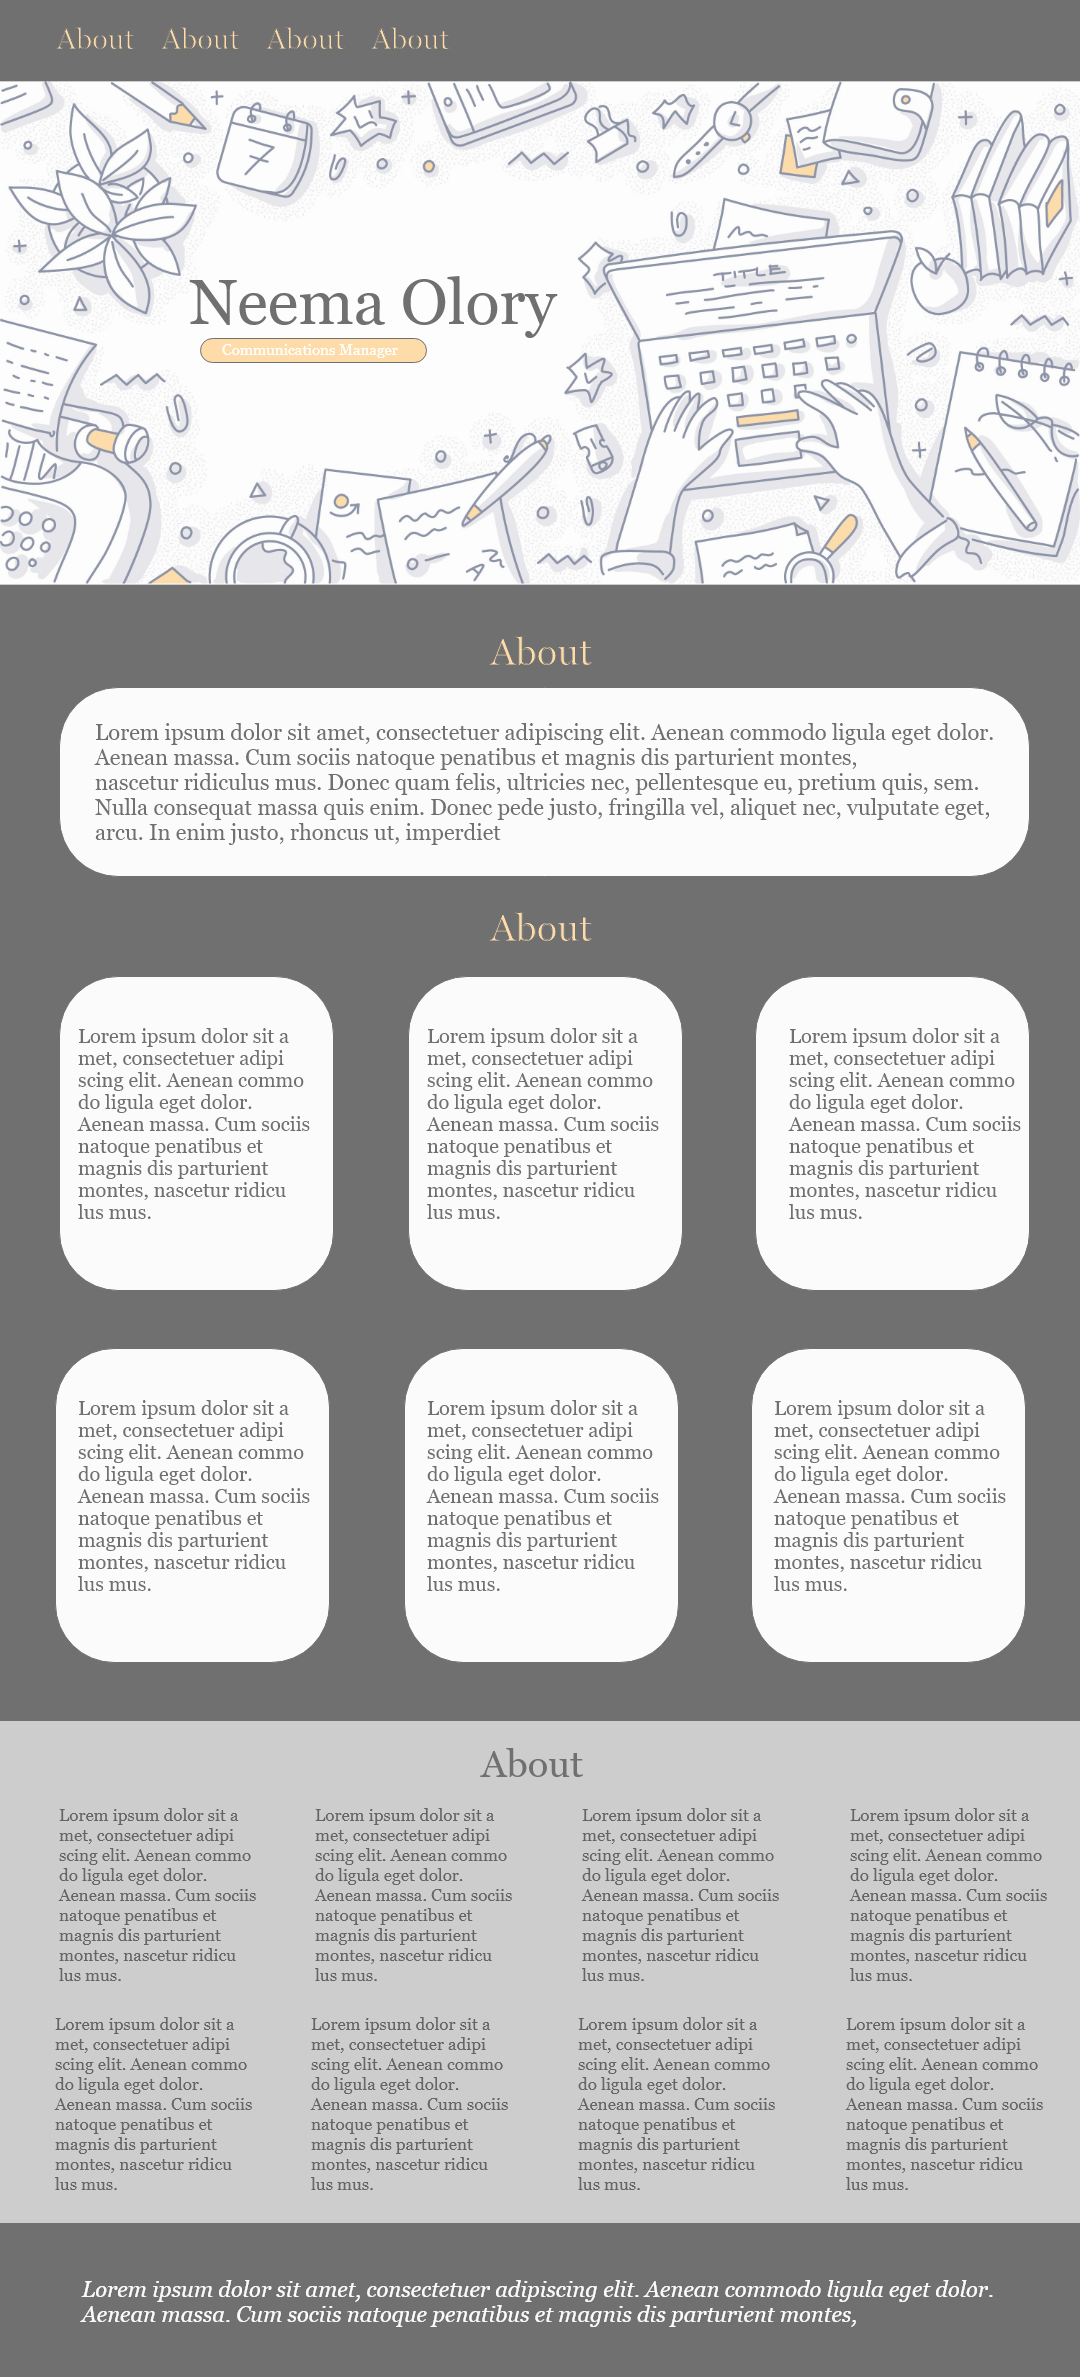 About About About About
7
TITLE
Neema Olory
Communications Manager
A
About
Lorem ipsum dolor sit amet, consectetuer adipiscing elit. Aenean commodo ligula eget dolor.
Aenean massa. Cum sociis natoque penatibus et magnis dis parturient montes,
nascetur ridiculus mus. Donec quam felis, ultricies nec, pellentesque eu, pretium quis, sem.
Nulla consequat massa quis enim. Donec pede justo, fringilla vel, aliquet nec, vulputate eget,
arcu. In enim justo, rhoncus ut, imperdiet
About
Lorem ipsum dolor sit a
met, consectetuer adipi
scing elit. Aenean commo
do ligula eget dolor.
Aenean massa. Cum sociis
natoque penatibus et
magnis dis parturient
montes, nascetur ridicu
lus mus.
Lorem ipsum dolor sit a
met, consectetuer adipi
scing elit. Aenean commo
do ligula eget dolor.
Aenean massa. Cum sociis
natoque penatibus et
magnis dis parturient
montes, nascetur ridicu
lus mus.
Lorem ipsum dolor sit a
met, consectetuer adipi
scing elit. Aenean commo
do ligula eget dolor.
Aenean massa. Cum sociis
natoque penatibus et
magnis dis parturient
montes, nascetur ridicu
lus mus.
Lorem ipsum dolor sit a
met, consectetuer adipi
scing elit. Aenean commo
do ligula eget dolor.
Aenean massa. Cum sociis
natoque penatibus et
magnis dis parturient
montes, nascetur ridicu
lus mus.
Lorem ipsum dolor sit a
met, consectetuer adipi
scing elit. Aenean commo
do ligula eget dolor.
Aenean massa. Cum sociis
natoque penatibus et
magnis dis parturient
montes, nascetur ridicu
lus mus.
Lorem ipsum dolor sit a
met, consectetuer adipi
scing elit. Aenean commo
do ligula eget dolor.
Aenean massa. Cum sociis
natoque penatibus et
magnis dis parturient
montes, nascetur ridicu
lus mus.
About
Lorem ipsum dolor sit a
met, consectetuer adipi
scing elit. Aenean commo
do ligula eget dolor.
Aenean massa. Cum sociis
natoque penatibus et
magnis dis parturient
montes, nascetur ridicu
lus mus.
Lorem ipsum dolor sit a
met, consectetuer adipi
scing elit. Aenean commo
do ligula eget dolor.
Aenean massa. Cum sociis
natoque penatibus et
magnis dis parturient
montes, nascetur ridicu
lus mus.
Lorem ipsum dolor sit a
met, consectetuer adipi
scing elit. Aenean commo
do ligula eget dolor.
Aenean massa. Cum sociis
natoque penatibus et
magnis dis parturient
montes, nascetur ridicu
lus mus.
Lorem ipsum dolor sit a
met, consectetuer adipi
scing elit. Aenean commo
do ligula eget dolor.
Aenean massa. Cum sociis
natoque penatibus et
magnis dis parturient
montes, nascetur ridicu
lus mus.
Lorem ipsum dolor sit a
met, consectetuer adipi
scing elit. Aenean commo
do ligula eget dolor.
Aenean massa. Cum sociis
natoque penatibus et
magnis dis parturient
montes, nascetur ridicu
lus mus.
Lorem ipsum dolor sit a
met, consectetuer adipi
scing elit. Aenean commo
do ligula eget dolor.
Aenean massa. Cum sociis
natoque penatibus et
magnis dis parturient
montes, nascetur ridicu
lus mus.
Lorem ipsum dolor sit a
met, consectetuer adipi
scing elit. Aenean commo
do ligula eget dolor.
Aenean massa. Cum sociis
natoque penatibus et
magnis dis parturient
montes, nascetur ridicu
lus mus.
Lorem ipsum dolor sit a
met, consectetuer adipi
scing elit. Aenean commo
do ligula eget dolor.
Aenean massa. Cum sociis
natoque penatibus et
magnis dis parturient
montes, nascetur ridicu
lus mus.
Lorem ipsum dolor sit amet, consectetuer adipiscing elit. Aenean commodo ligula eget dolor.
Aenean massa. Cum sociis natoque penatibus et magnis dis parturient montes,